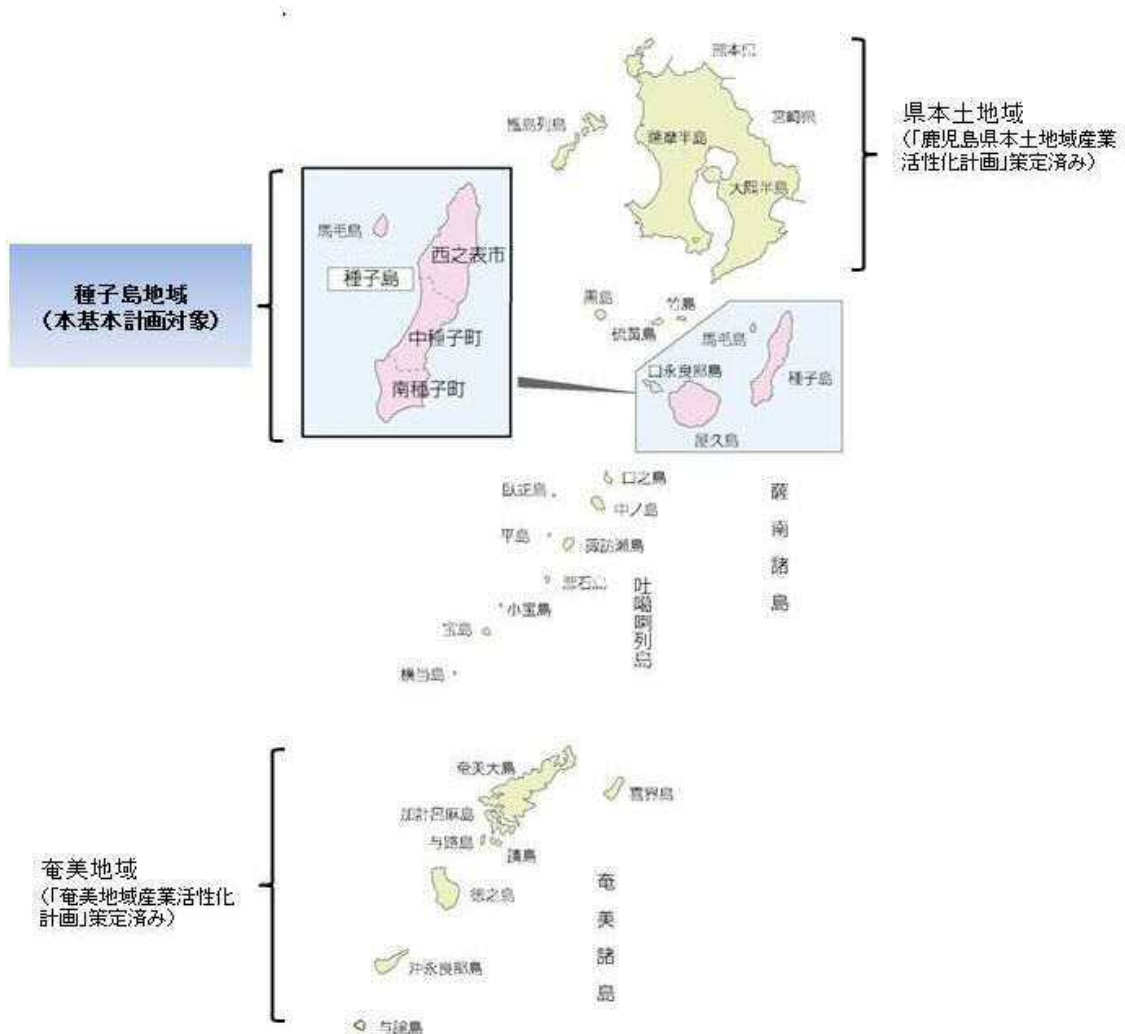 熊本県
宮崎県
甑島列島
薩摩半島
大隅半島
県本土地域
(「鹿児島県本土地域産業
活性化計画」策定済み)
種子島地域
(本基本計画対象)
馬毛島
西之表市
種子島
中種子町
南種子町
黒島
竹島
硫黄島
馬毛島
口永良部島
種子島
屋久島
口之島
臥蛇島
中ノ島
平島
諏訪瀬島
悪石島
小宝島
宝島
横当島
吐噶喇列島
薩南諸島
奄美大島
喜界島
加計呂麻島
与路島
請島
徳之島
沖永良部島
与論島
奄美諸島
奄美地域
(「奄美地域産業活性化
計画」策定済み)